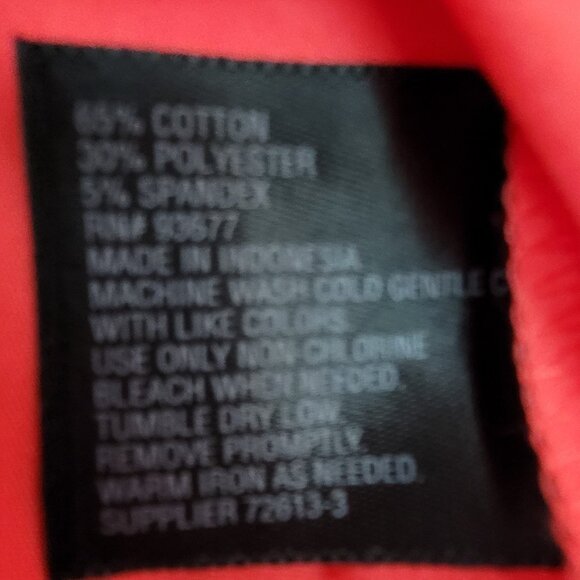 65% COTTON
30% POLYESTER
5% SPANDEX
RN# 93677
MADE IN INDONESIA
MACHINE WASH COLD GENTLE C
WITH LIKE COLORS.
USE ONLY NON-CHLORINE
BLEACH WHEN NEEDED.
TUMBLE DRY LOW.
REMOVE PROMPTLY.
WARM IRON AS NEEDED.
SUPPLIER 72613-3